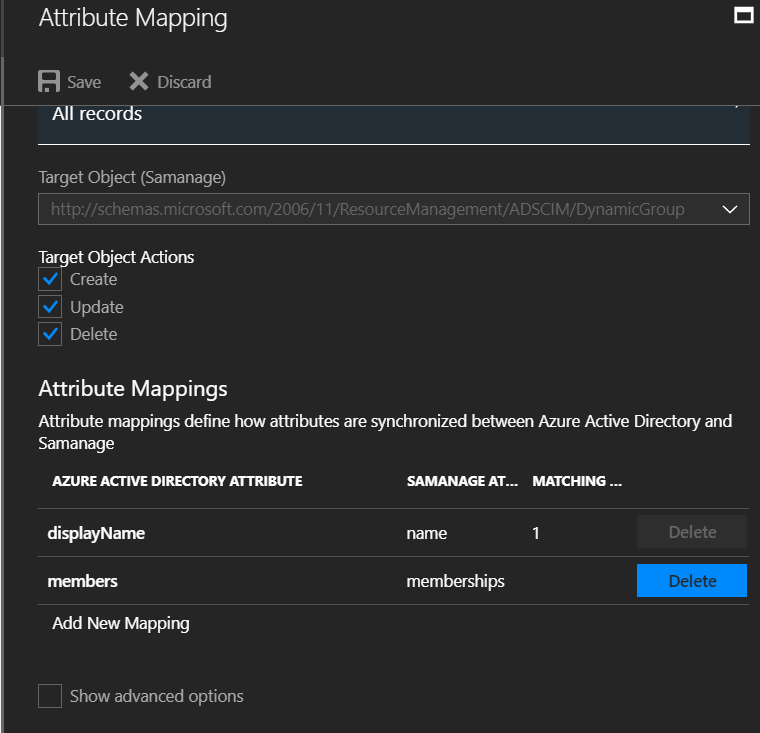 Attribute Mapping
Save Discard
All records
Target Object (Samanage)
http://schemas.microsoft.com/2006/11/ResourceManagement/ADSCIM/DynamicGroup
Target Object Actions
Create
Update
Delete
Attribute Mappings
Attribute mappings define how attributes are synchronized between Azure Active Directory and
Samanage
AZURE ACTIVE DIRECTORY ATTRIBUTE SAMANAGE AT... MATCHING ...
displayName name 1 Delete
members memberships Delete
Add New Mapping
Show advanced options